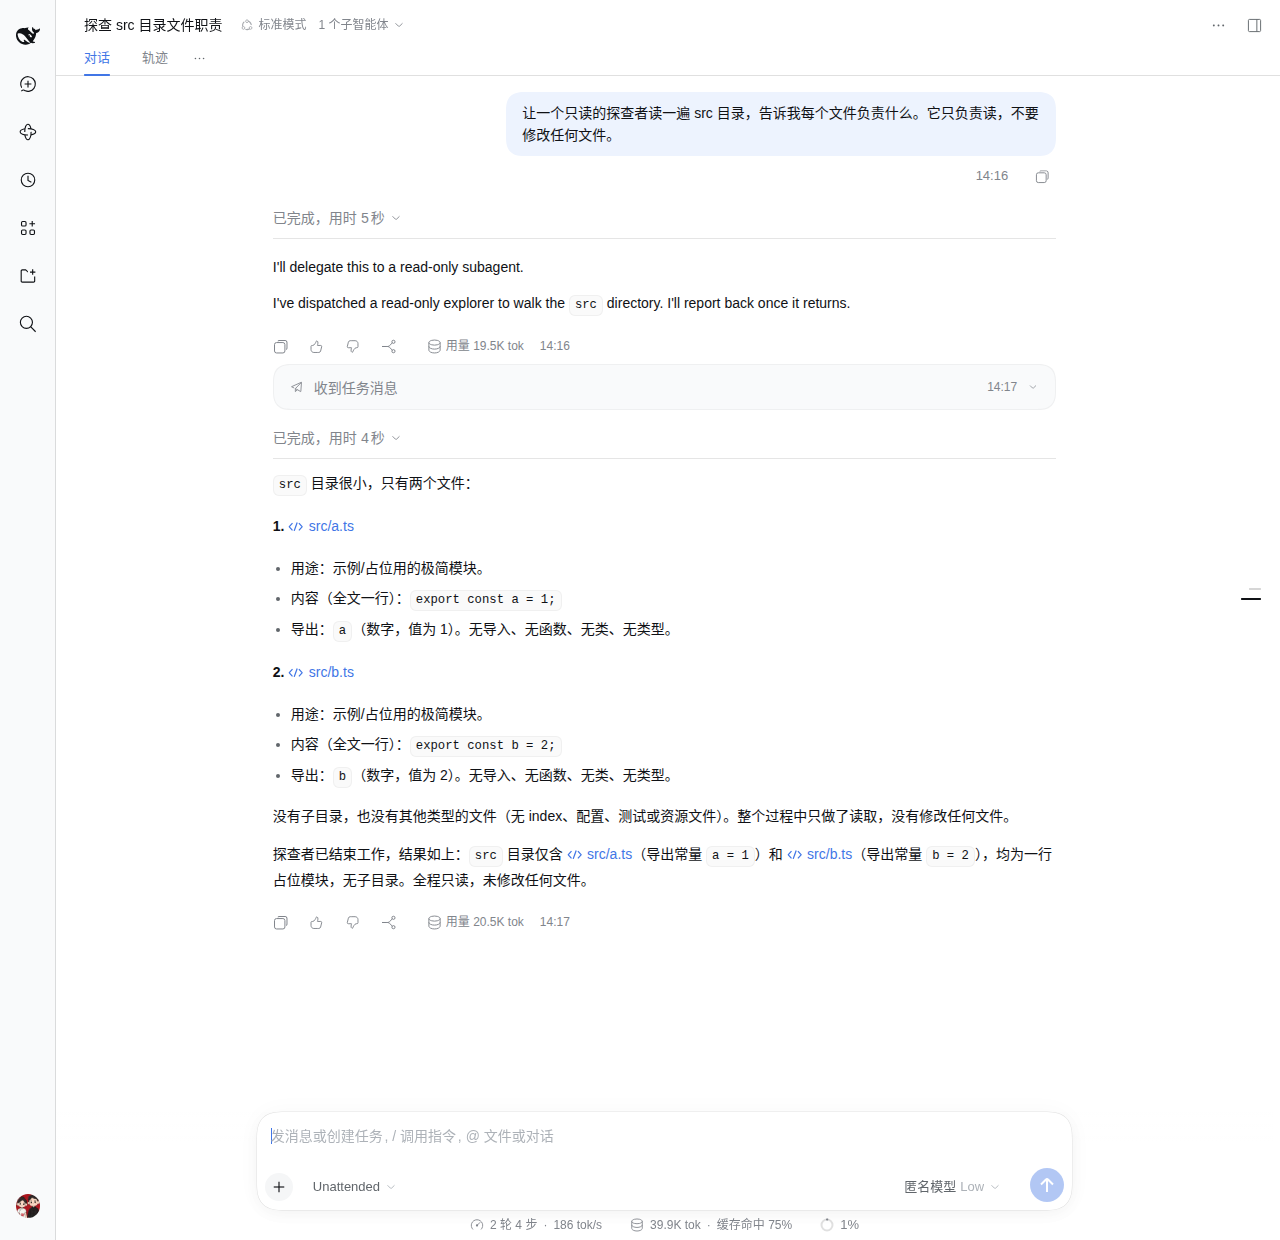 探查 src 目录文件职责 标准模式 1 个子智能体
对话 轨迹 ...
让一个只读的探查者读一遍 src 目录，告诉我每个文件负责什么。它只负责读，不要
修改任何文件。
14:16
已完成，用时 5 秒
I'll delegate this to a read-only subagent.
I've dispatched a read-only explorer to walk the src directory. I'll report back once it returns.
用量 19.5K tok 14:16
收到任务消息 14:17
已完成，用时 4 秒
src 目录很小，只有两个文件：
1. </> src/a.ts
• 用途：示例/占位用的极简模块。
• 内容（全文一行）：export const a = 1;
• 导出：a（数字，值为 1）。无导入、无函数、无类、无类型。
2. </> src/b.ts
• 用途：示例/占位用的极简模块。
• 内容（全文一行）：export const b = 2;
• 导出：b（数字，值为 2）。无导入、无函数、无类、无类型。
没有子目录，也没有其他类型的文件（无 index、配置、测试或资源文件）。整个过程中只做了读取，没有修改任何文件。
探查者已结束工作，结果如上：src 目录仅含 </> src/a.ts（导出常量 a = 1）和 </> src/b.ts（导出常量 b = 2），均为一行
占位模块，无子目录。全程只读，未修改任何文件。
用量 20.5K tok 14:17
发消息或创建任务, / 调用指令, @ 文件或对话
Unattended 匿名模型 Low
2 轮 4 步 · 186 tok/s 39.9K tok · 缓存命中 75% 1%